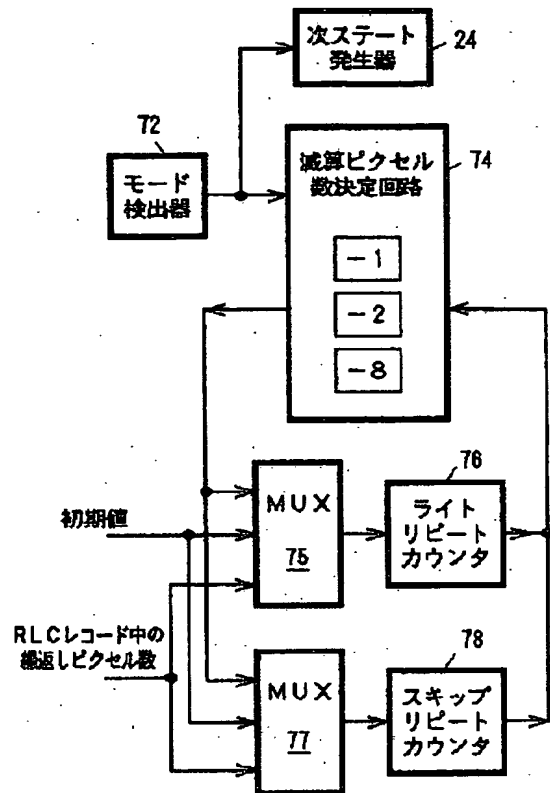 次ステート
発生器
24
72
モード
検出器
減算ピクセル
数決定回路
74
-1
-2
-8
初期値
MUX
75
76
ライト
リピート
カウンタ
RLCレコード中の
繰返しピクセル数
MUX
77
78
スキップ
リピート
カウンタ